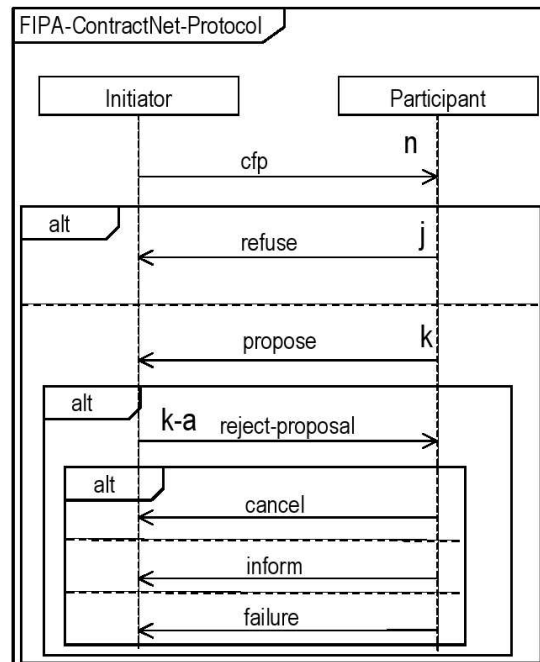 FIPA-ContractNet-Protocol
Initiator
Participant
n
cfp
alt
j
refuse
propose
k
alt
k-a
reject-proposal
alt
cancel
inform
failure